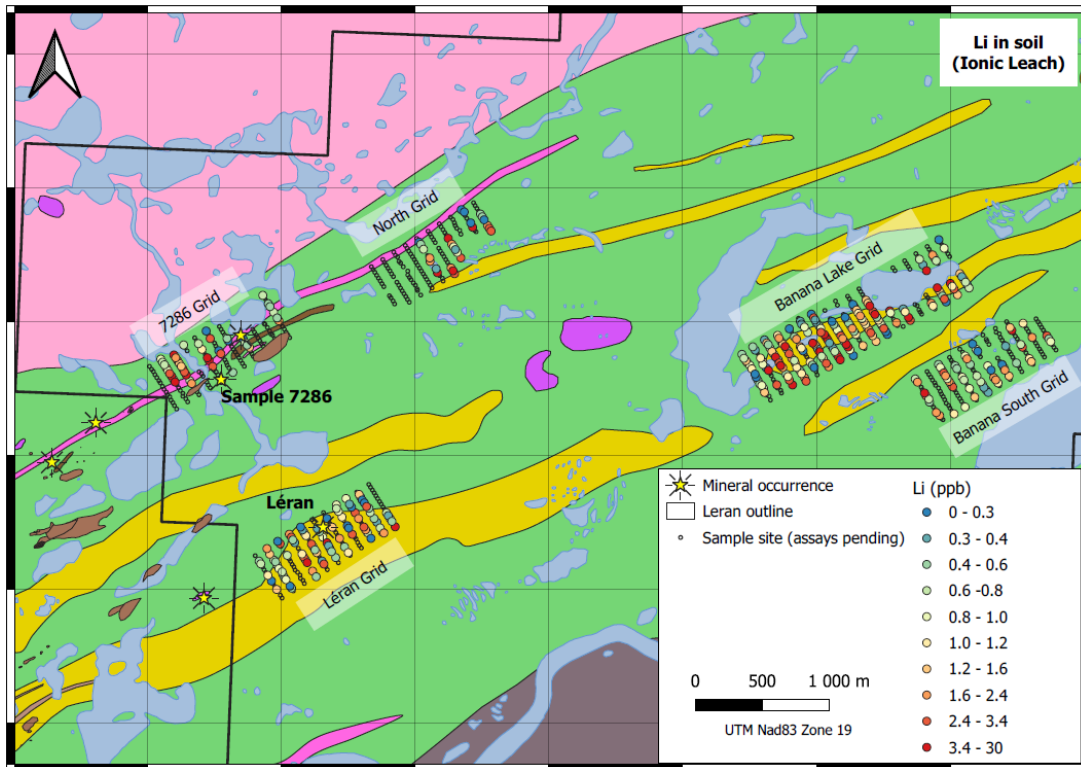 Li in soil
(Ionic Leach)
North Grid
7286 Grid
Banana Lake Grid
Sample 7286
Banana South Grid
Léran
Léran Grid
Mineral occurrence
Leran outline
Sample site (assays pending)
Li (ppb)
0 - 0.3
0.3 - 0.4
0.4 - 0.6
0.6 -0.8
0.8 - 1.0
1.0 - 1.2
1.2 - 1.6
1.6 - 2.4
2.4 - 3.4
3.4 - 30
0 500 1 000 m
UTM Nad83 Zone 19